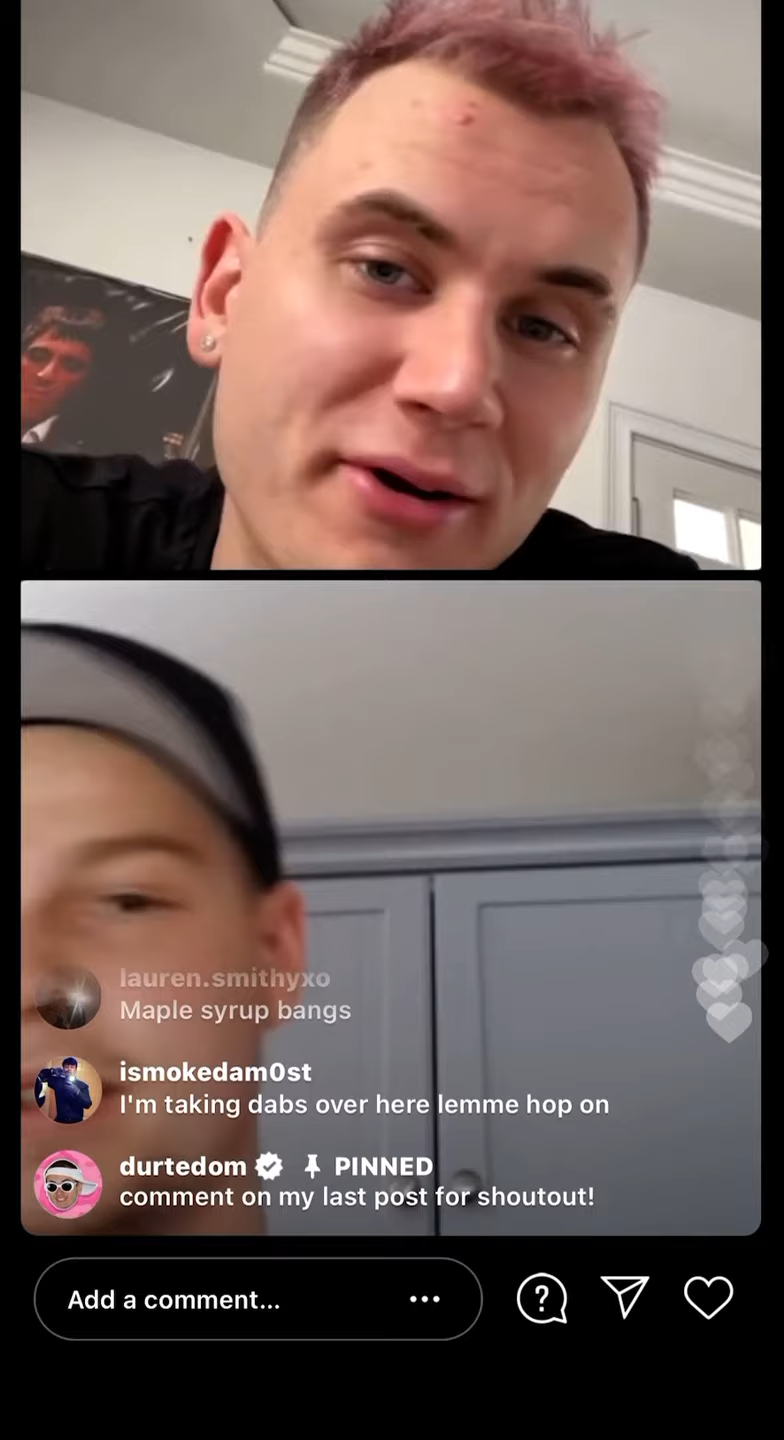 lauren.smithyxo
Maple syrup bangs
ismokedam0st
I'm taking dabs over here lemme hop on
durtedom PINNED
comment on my last post for shoutout!
Add a comment...